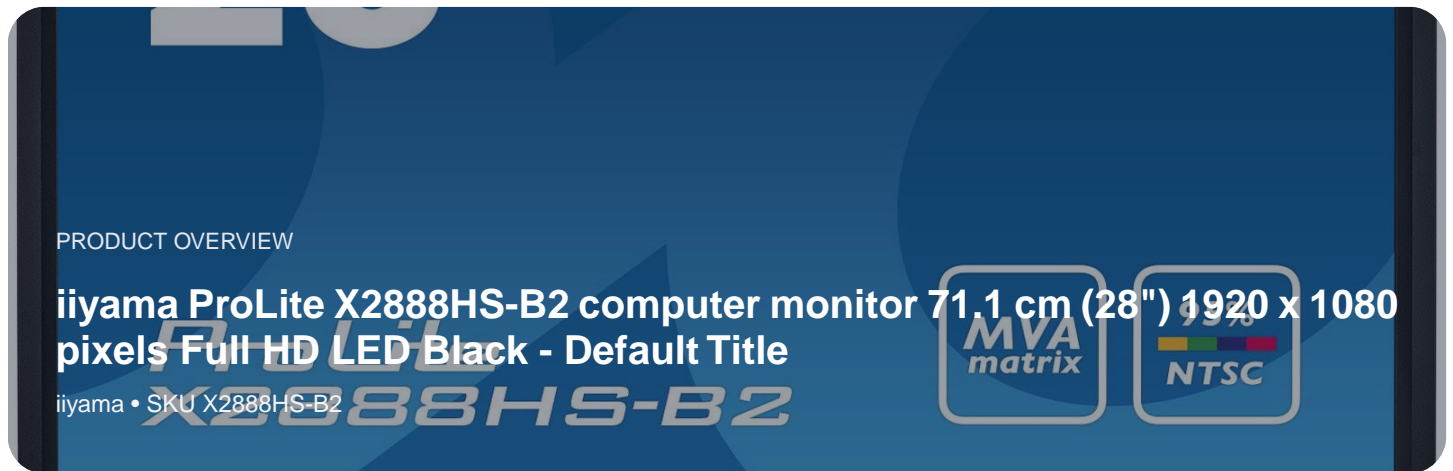 PRODUCT OVERVIEW
iiyama ProLite X2888HS-B2 computer monitor 71.1 cm (28") 1920 x 1080
pixels Full HD LED Black - Default Title
iiyama • SKU X2888HS-B2
ProLite
X2888HS-B2
MVA
matrix
NTSC